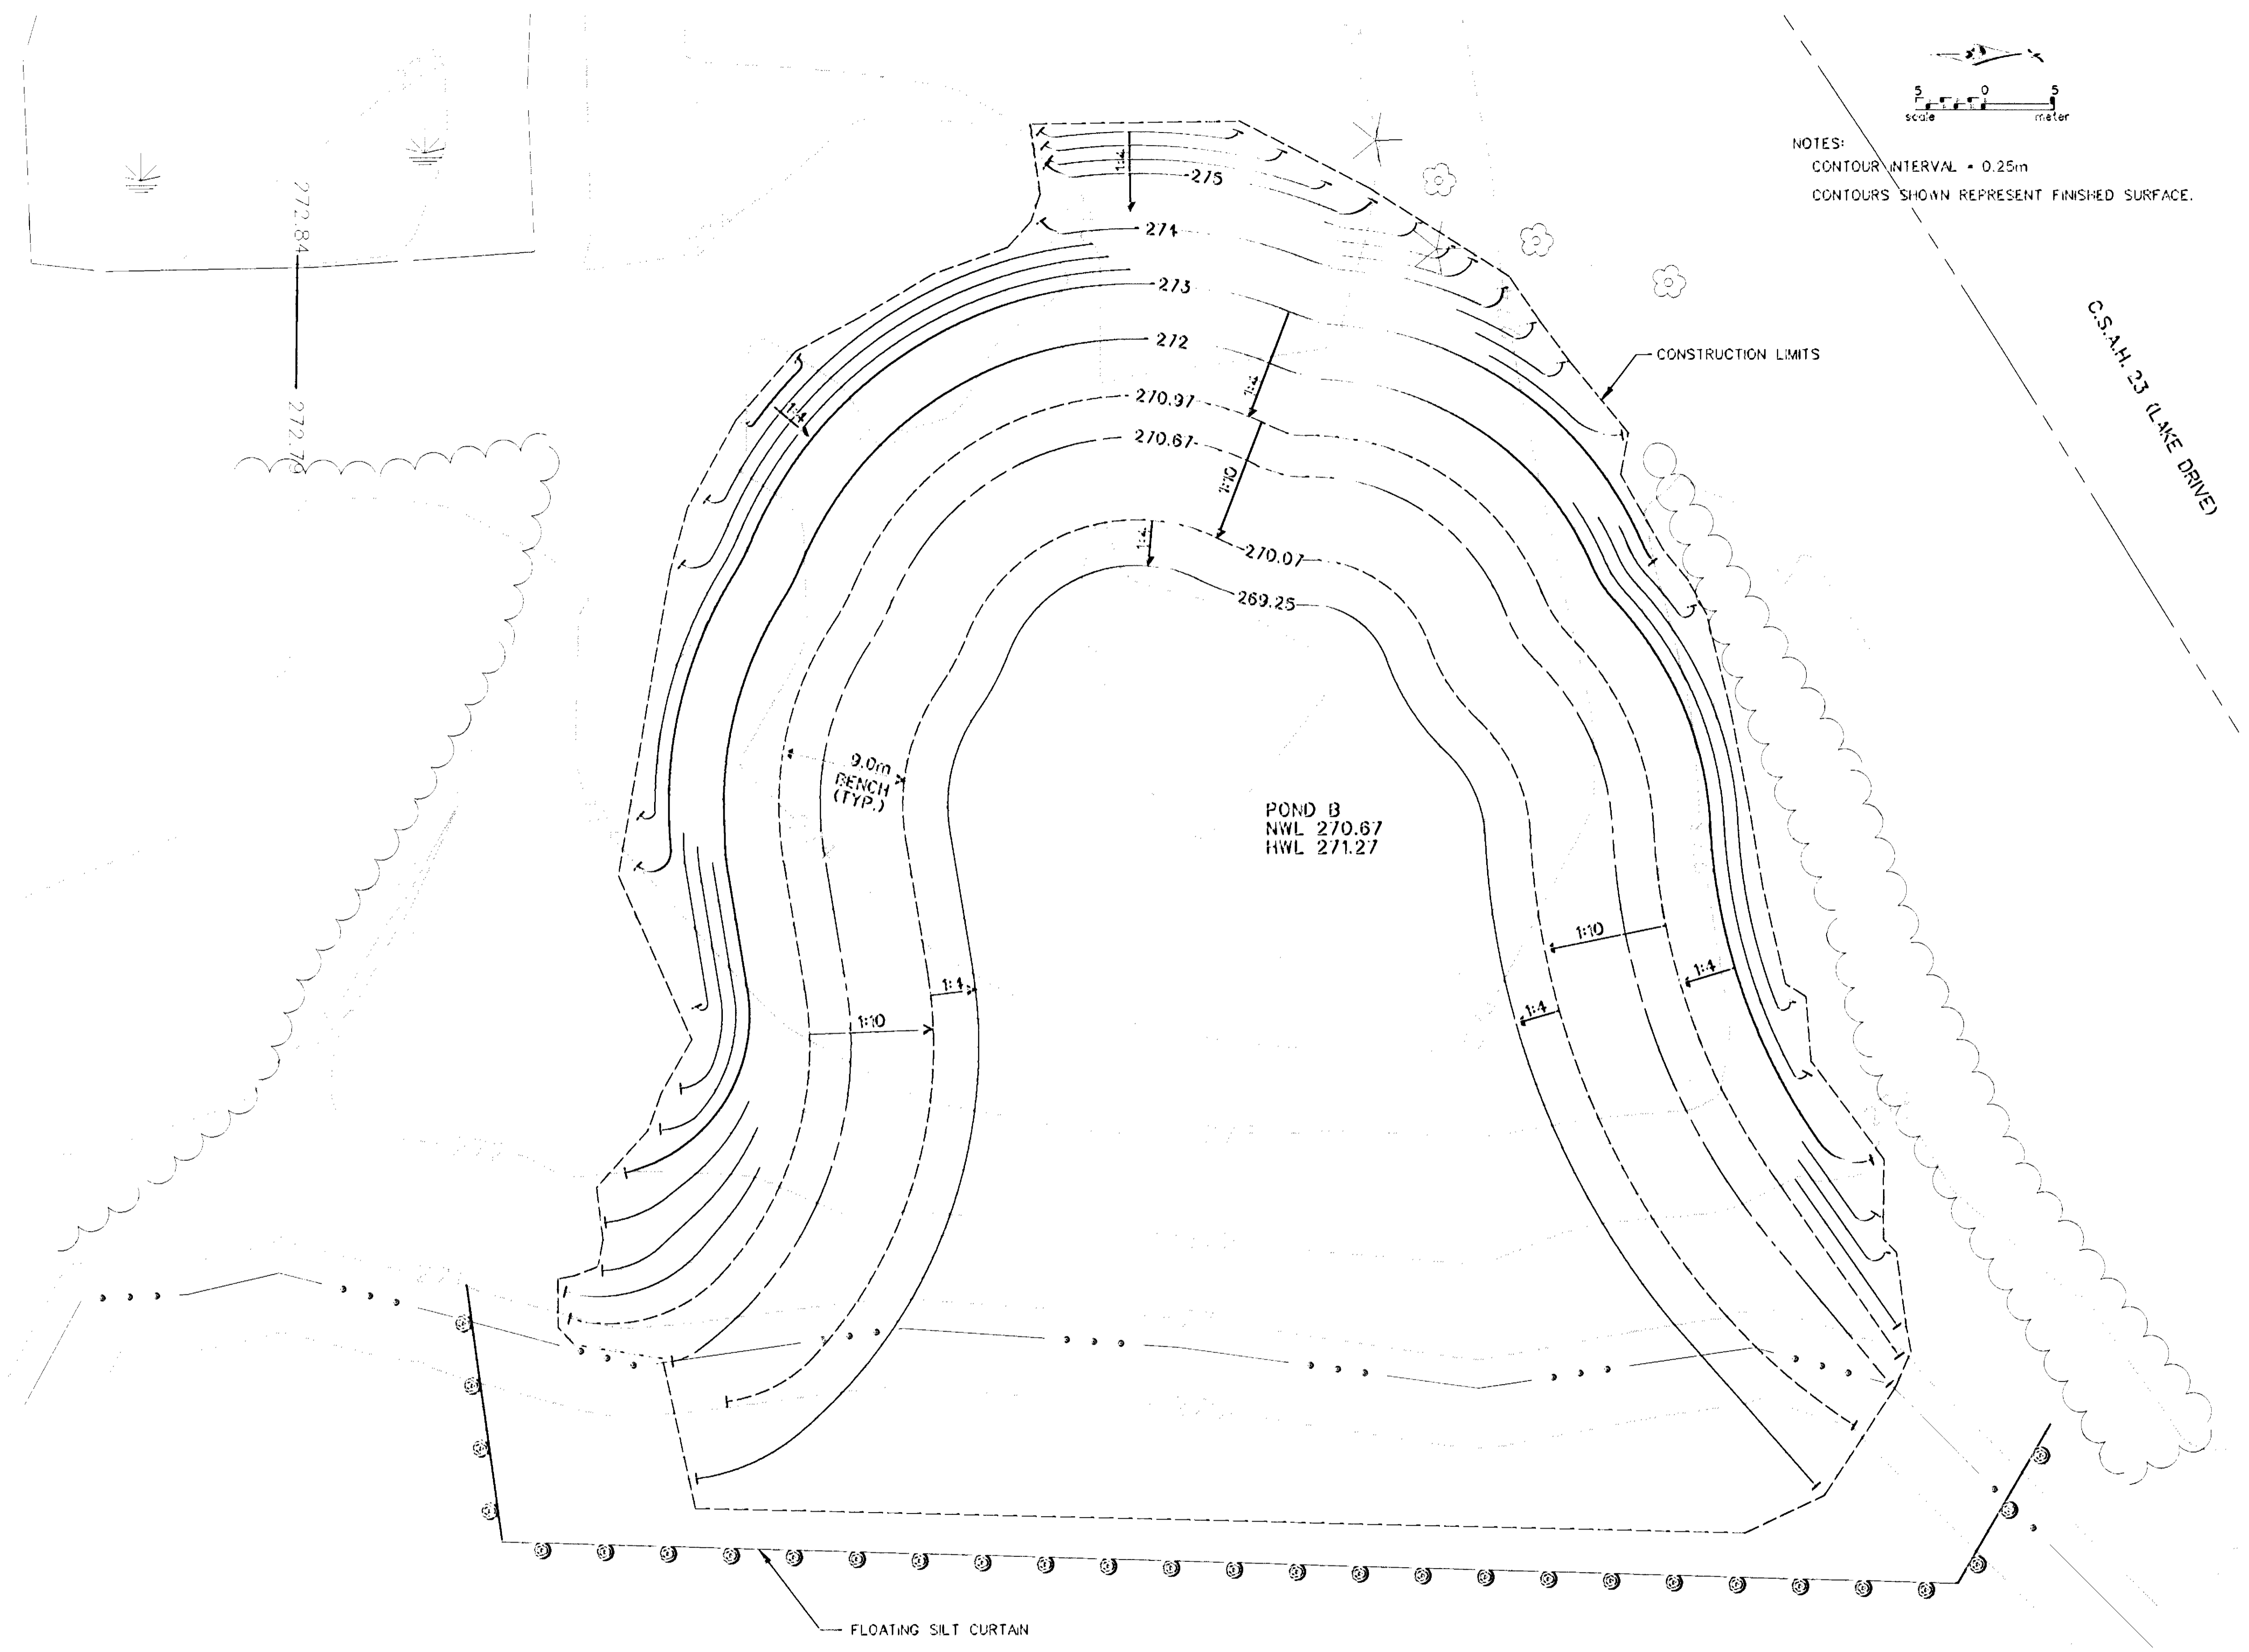 5 0 5
scale meter
NOTES:
CONTOUR INTERVAL = 0.25m
CONTOURS SHOWN REPRESENT FINISHED SURFACE.
272.84
272.79
1:4
275
274
273
272
270.97
270.67
1:4
1:4
1:10
1:4
270.07
269.25
CONSTRUCTION LIMITS
C.S.A.H. 23 (LAKE DRIVE)
9.0m
BENCH
(TYP.)
POND B
NWL 270.67
HWL 271.27
1:10
1:4
1:4
1:4
1:10
FLOATING SILT CURTAIN